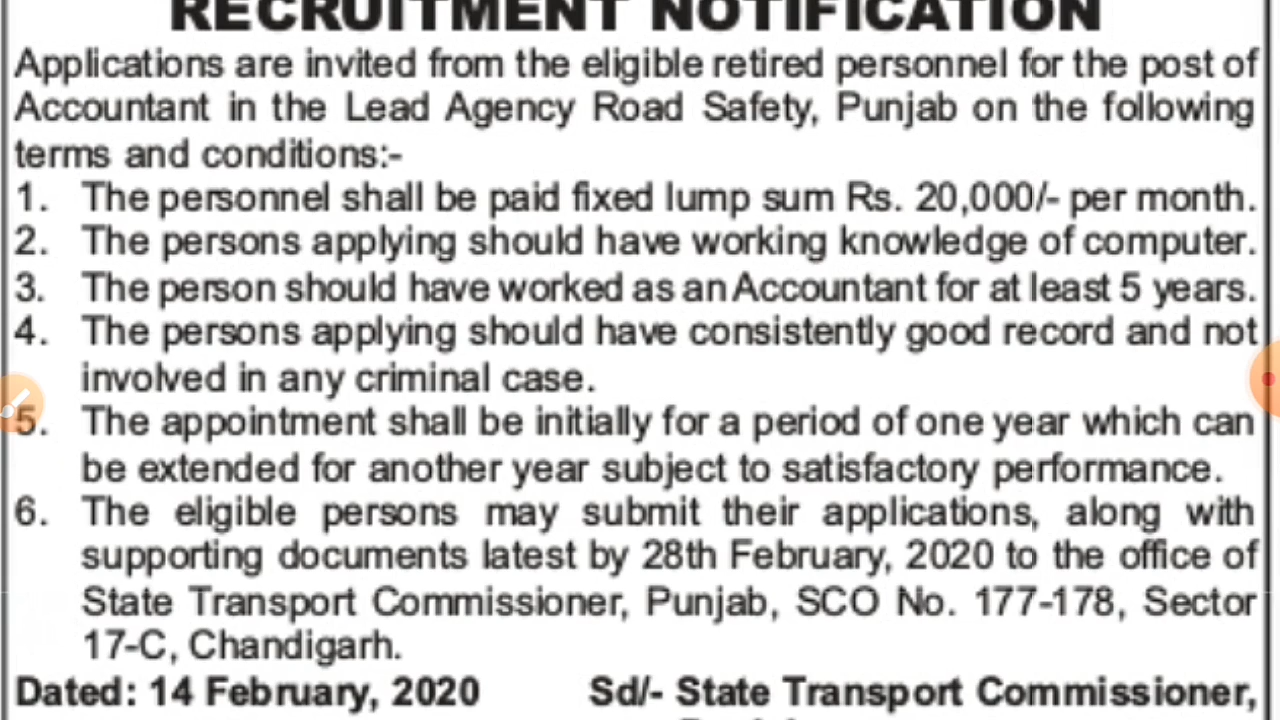 RECRUITMENT NOTIFICATION
Applications are invited from the eligible retired personnel for the post of
Accountant in the Lead Agency Road Safety, Punjab on the following
terms and conditions:-
1. The personnel shall be paid fixed lump sum Rs. 20,000/- per month.
2. The persons applying should have working knowledge of computer.
3. The person should have worked as an Accountant for at least 5 years.
4. The persons applying should have consistently good record and not
involved in any criminal case.
5. The appointment shall be initially for a period of one year which can
be extended for another year subject to satisfactory performance.
6. The eligible persons may submit their applications, along with
supporting documents latest by 28th February, 2020 to the office of
State Transport Commissioner, Punjab, SCO No. 177-178, Sector
17-C, Chandigarh.
Dated: 14 February, 2020 Sd/- State Transport Commissioner,